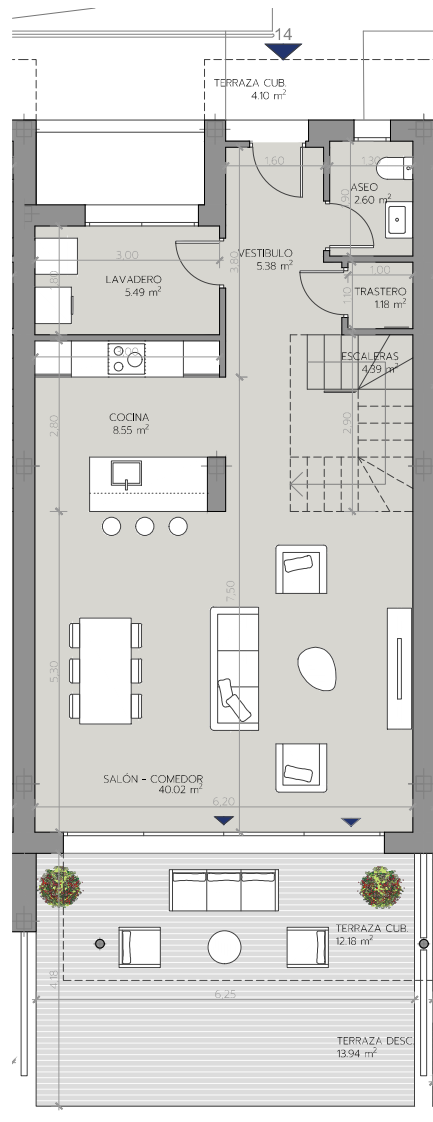 14
TERRAZA CUB.
4.10 m²
1.60
1.30
ASEO
2.60 m²
1.90
VESTIBULO
5.38 m²
3.80
3.00
LAVADERO
5.49 m²
1.80
1.00
TRASTERO
1.18 m²
1.10
ESCALERAS
4.39 m²
COCINA
8.55 m²
2.80
2.90
7.50
5.30
SALÓN - COMEDOR
40.02 m²
6.20
TERRAZA CUB.
12.18 m²
4.18
6.25
TERRAZA DESC.
13.94 m²